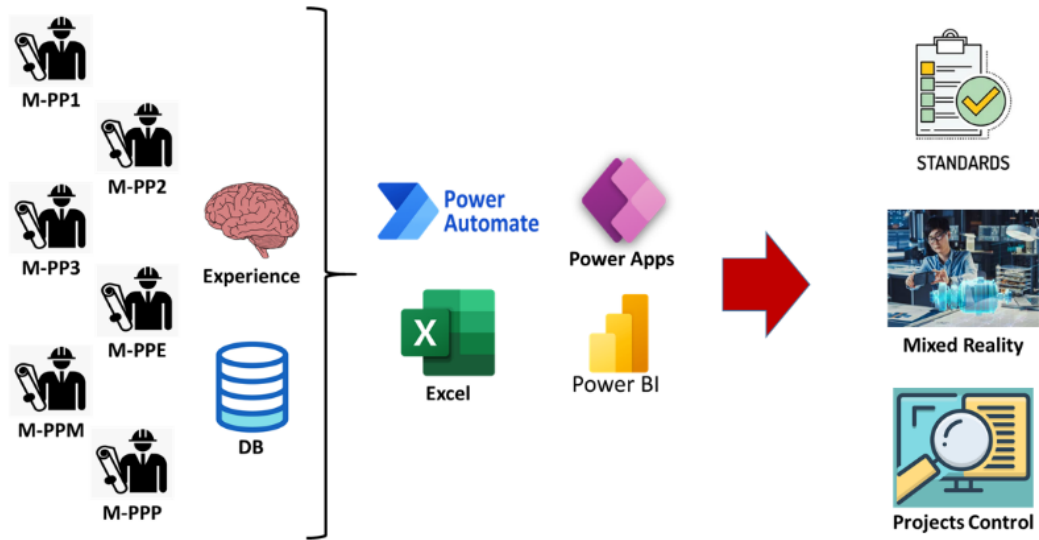 M-PP1
M-PP2
M-PP3
M-PPE
M-PPM
M-PPP
Experience
DB
Power
Automate
Power Apps
X
Excel
Power BI
STANDARDS
Mixed Reality
Projects Control